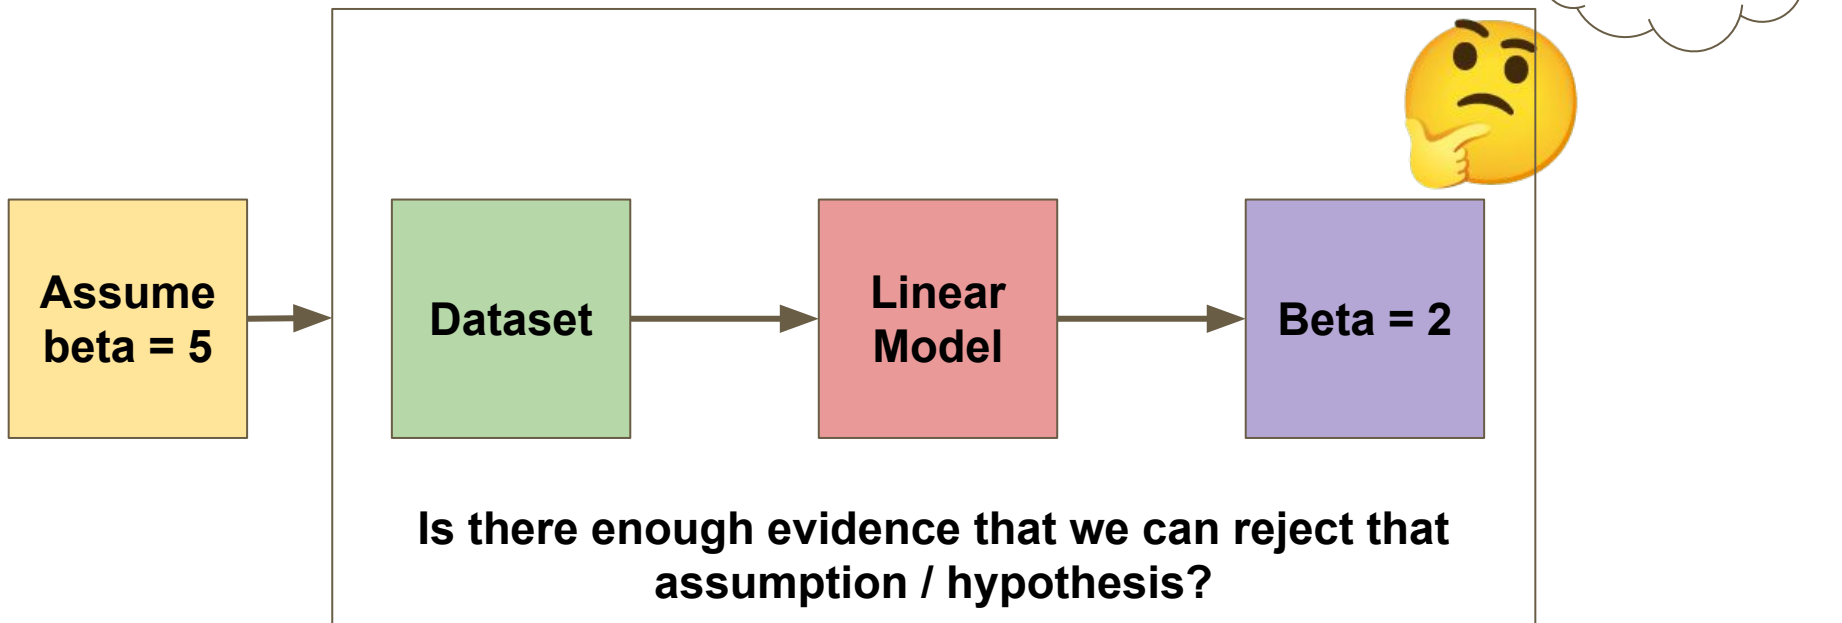 Assume
beta = 5
Dataset
Linear
Model
Beta = 2
Is there enough evidence that we can reject that
assumption / hypothesis?